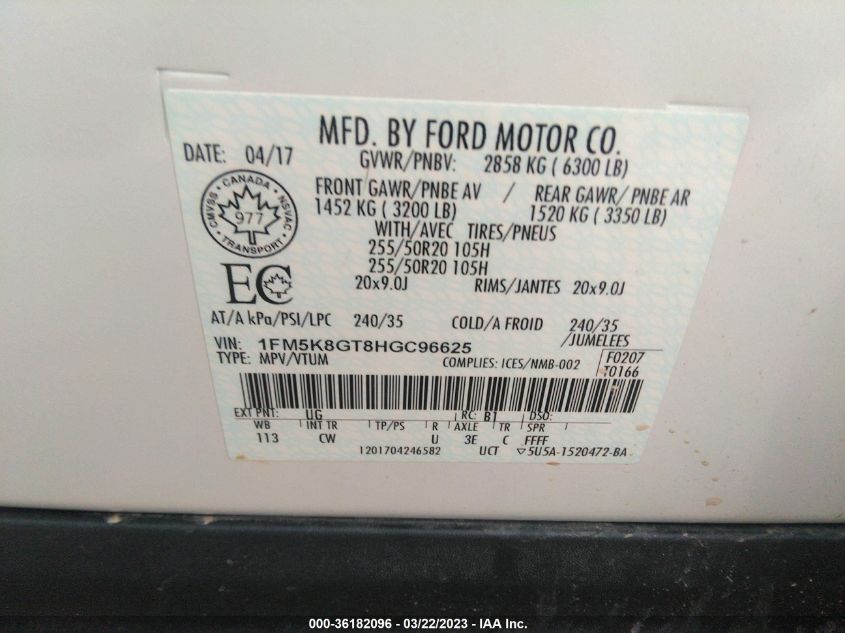 MFD. BY FORD MOTOR CO.
DATE: 04/17
GVWR/PNBV: 2858 KG ( 6300 LB)
FRONT GAWR/PNBE AV / REAR GAWR/ PNBE AR
1452 KG ( 3200 LB) 1520 KG ( 3350 LB)
WITH/AVEC TIRES/PNEUS
255/50R20 105H
255/50R20 105H
20x9.0J RIMS/JANTES 20x9.0J
CANADA
CMVSS NSVAC
977
TRANSPORT
EC
AT/A kPa/PSI/LPC 240/35 COLD/A FROID 240/35
/JUMELEES
VIN: 1FM5K8GT8HGC96625
TYPE: MPV/VTUM COMPLIES: ICES/NMB-002
F0207
T0166
EXT PNT: UG RC: B1 DSO:
WB INT TR TP/PS R AXLE TR SPR
113 CW U 3E C FFFF
1201704246582 UCT ▽5U5A-1520472-BA
000-36182096 - 03/22/2023 - IAA Inc.